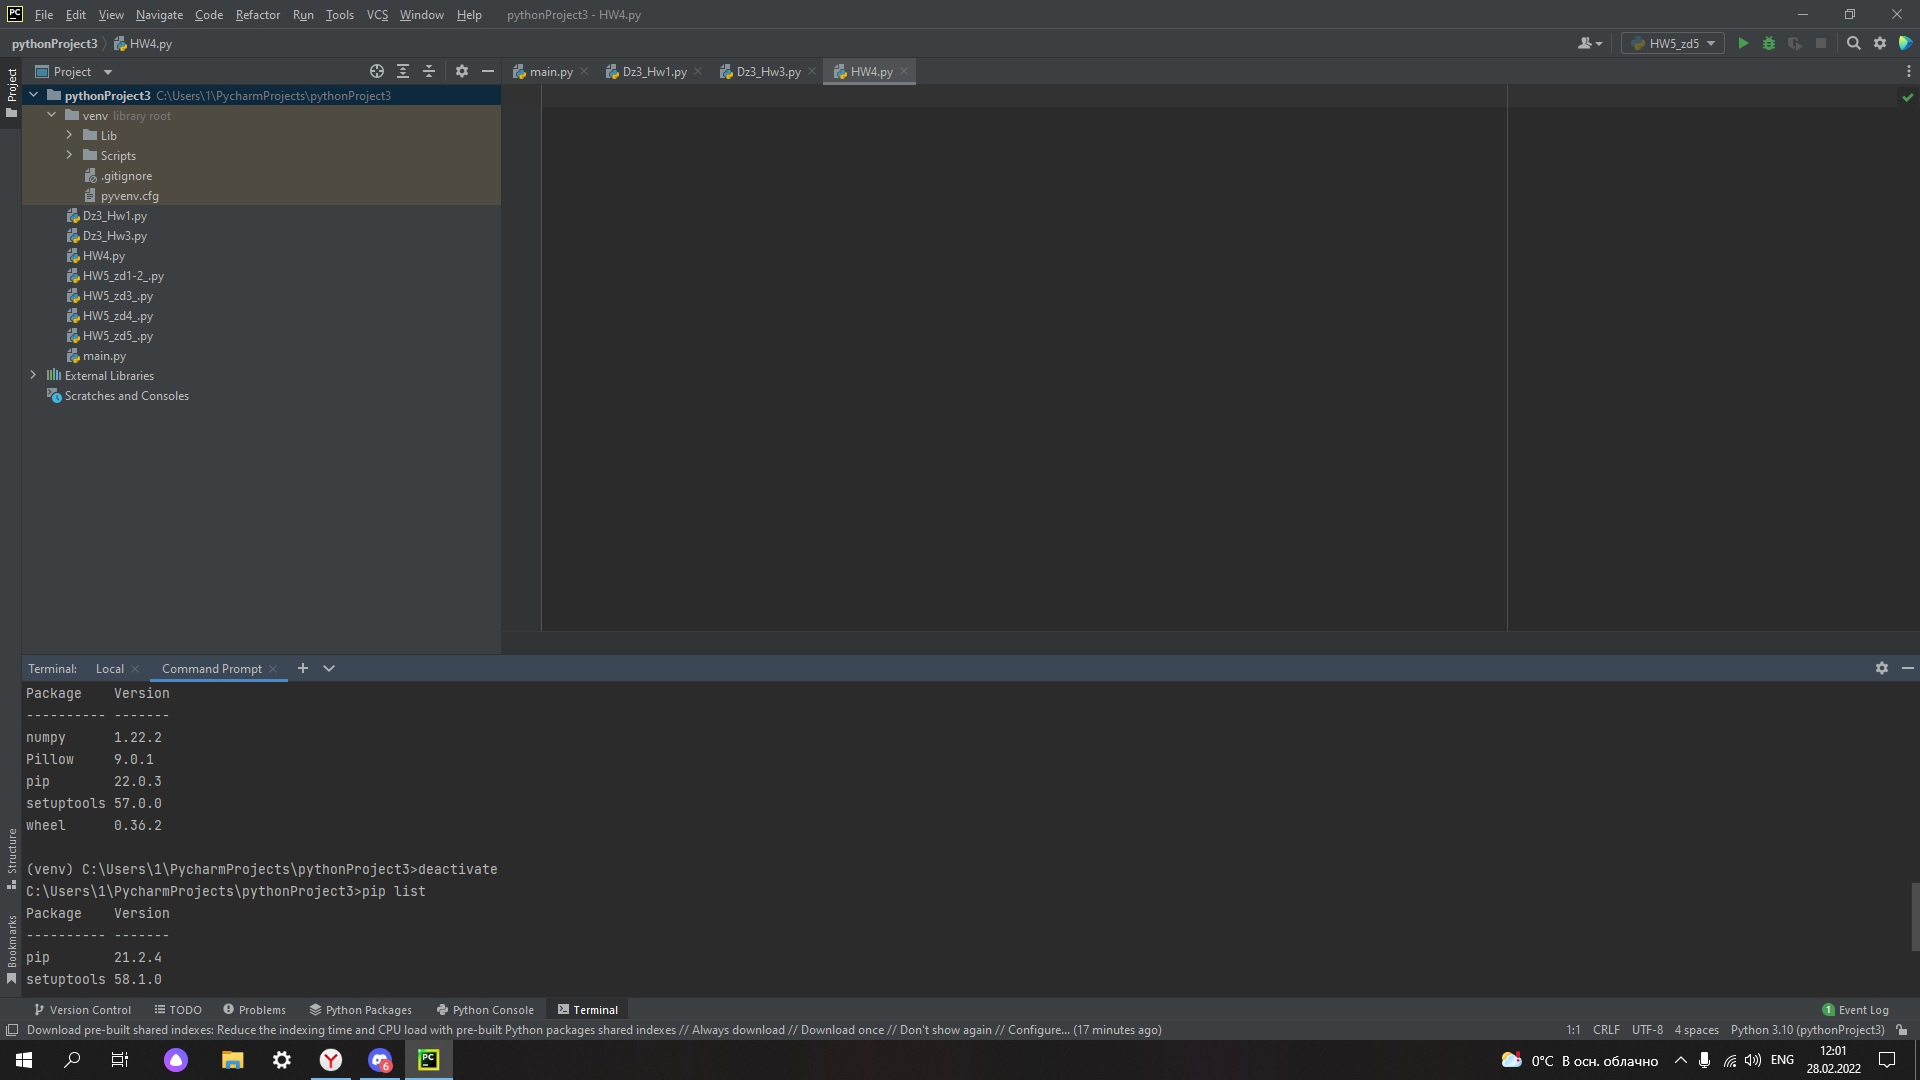 PC File Edit View Navigate Code Refactor Run Tools VCS Window Help pythonProject3 - HW4.py
pythonProject3 HW4.py HW5_zd5
Project
Project
main.py Dz3_Hw1.py Dz3_Hw3.py HW4.py
pythonProject3 C:\Users\1\PycharmProjects\pythonProject3
venv library root
Lib
Scripts
.gitignore
pyvenv.cfg
Dz3_Hw1.py
Dz3_Hw3.py
HW4.py
HW5_zd1-2_.py
HW5_zd3_.py
HW5_zd4_.py
HW5_zd5_.py
main.py
External Libraries
Scratches and Consoles
Terminal: Local Command Prompt
Package Version
---------- -------
numpy 1.22.2
Pillow 9.0.1
pip 22.0.3
setuptools 57.0.0
wheel 0.36.2
(venv) C:\Users\1\PycharmProjects\pythonProject3>deactivate
C:\Users\1\PycharmProjects\pythonProject3>pip list
Package Version
---------- -------
pip 21.2.4
setuptools 58.1.0
Structure
Bookmarks
Version Control TODO Problems Python Packages Python Console Terminal 1 Event Log
Download pre-built shared indexes: Reduce the indexing time and CPU load with pre-built Python packages shared indexes // Always download // Download once // Don't show again // Configure... (17 minutes ago) 1:1 CRLF UTF-8 4 spaces Python 3.10 (pythonProject3)
Y 6 PC 0°C В осн. облачно ENG 12:01
28.02.2022